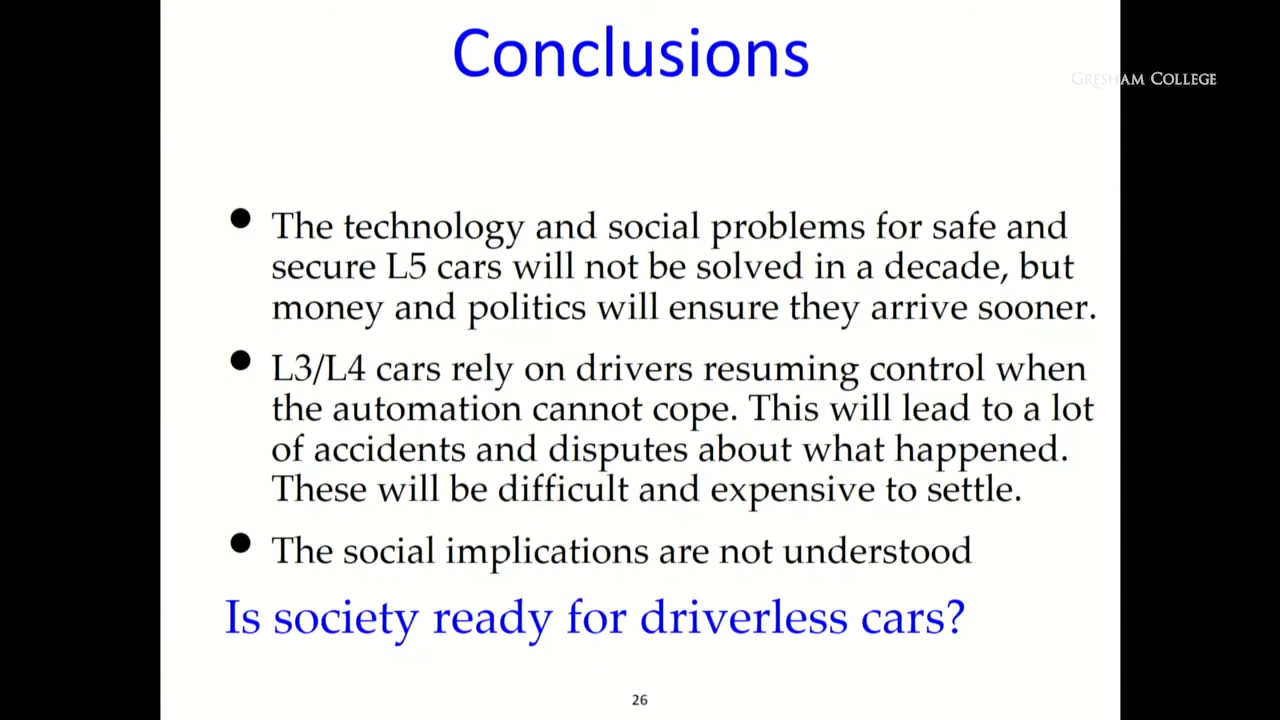 Conclusions
GRESHAM COLLEGE
• The technology and social problems for safe and
secure L5 cars will not be solved in a decade, but
money and politics will ensure they arrive sooner.
• L3/L4 cars rely on drivers resuming control when
the automation cannot cope. This will lead to a lot
of accidents and disputes about what happened.
These will be difficult and expensive to settle.
• The social implications are not understood
Is society ready for driverless cars?
26